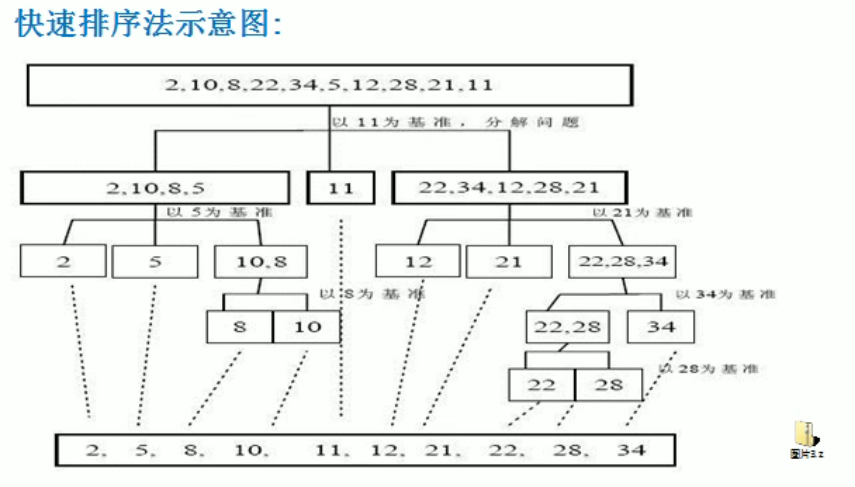 快速排序法示意图:
2,10,8,22,34,5,12,28,21,11
以 11为 基 准 ， 分 解 问 题
2,10,8,5
11
22,34,12,28,21
以 5为 基 准
以 21为 基 准
2
5
10,8
12
21
22,28,34
以 8为 基 准
以 34为 基 准
8
10
22,28
34
以 28为 基 准
22
28
2, 5, 8, 10, 11, 12, 21, 22, 28, 34
图片3.z